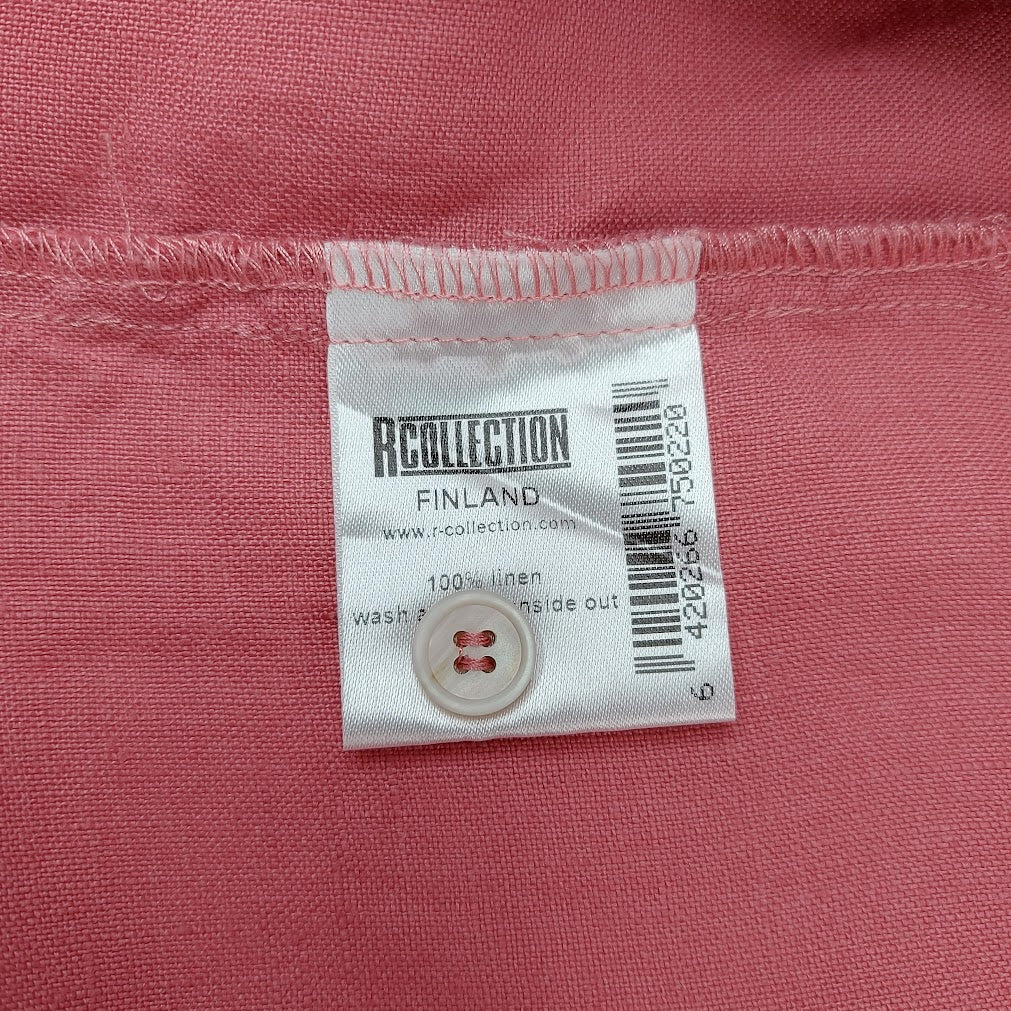 RCOLLECTION
FINLAND
www.r-collection.com
100% linen
wash inside out
6 420266 750220